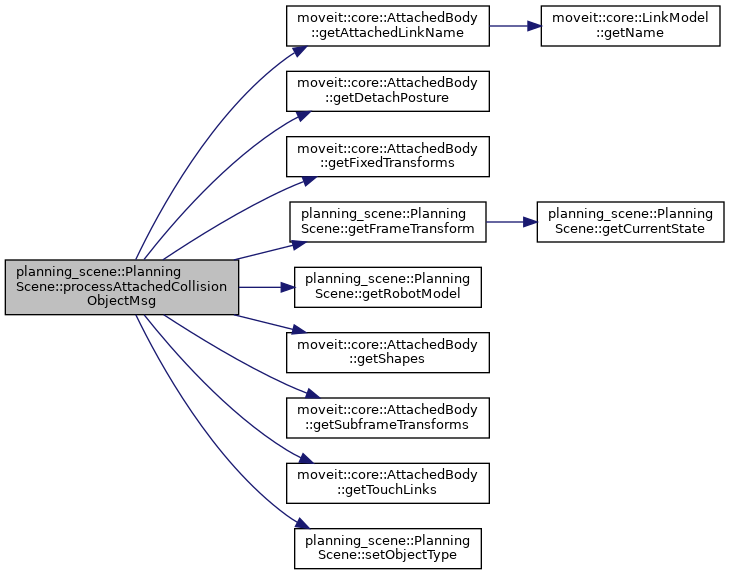 moveit::core::AttachedBody
::getAttachedLinkName
moveit::core::LinkModel
::getName
moveit::core::AttachedBody
::getDetachPosture
moveit::core::AttachedBody
::getFixedTransforms
planning_scene::Planning
Scene::getFrameTransform
planning_scene::Planning
Scene::getCurrentState
planning_scene::Planning
Scene::processAttachedCollision
ObjectMsg
planning_scene::Planning
Scene::getRobotModel
moveit::core::AttachedBody
::getShapes
moveit::core::AttachedBody
::getSubframeTransforms
moveit::core::AttachedBody
::getTouchLinks
planning_scene::Planning
Scene::setObjectType